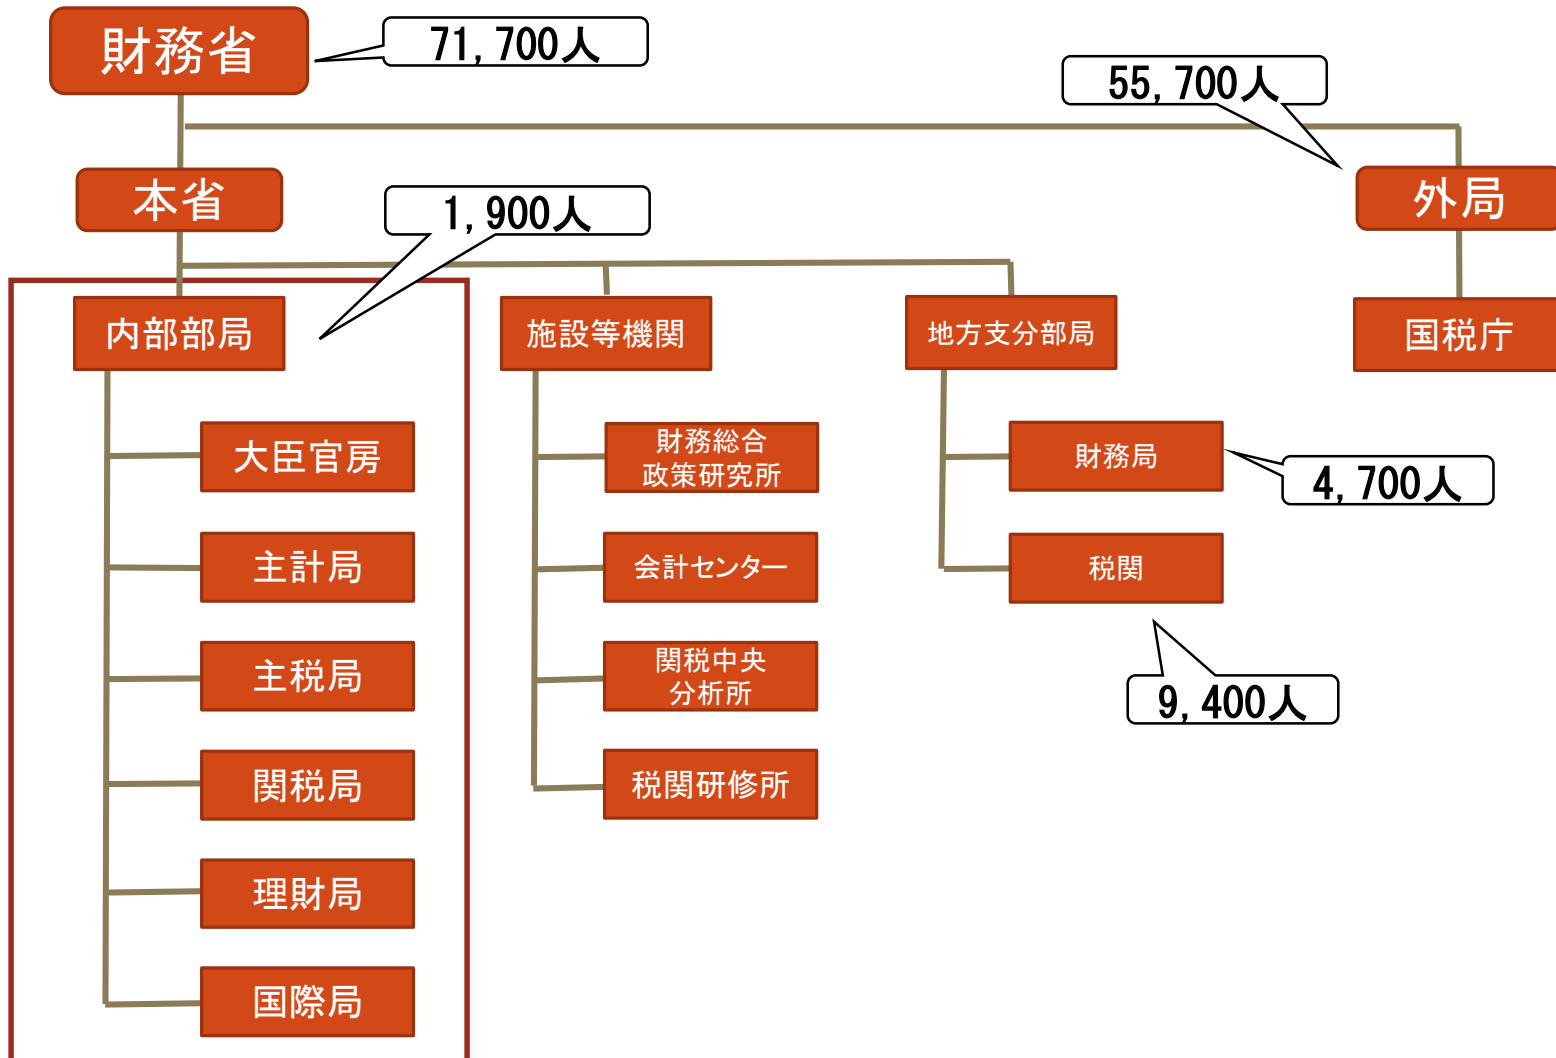 財務省
71,700人
55,700人
本省
1,900人
外局
内部部局
施設等機関
地方支分部局
国税庁
大臣官房
財務総合
政策研究所
財務局
4,700人
主計局
会計センター
税関
主税局
関税中央
分析所
9,400人
関税局
税関研修所
理財局
国際局